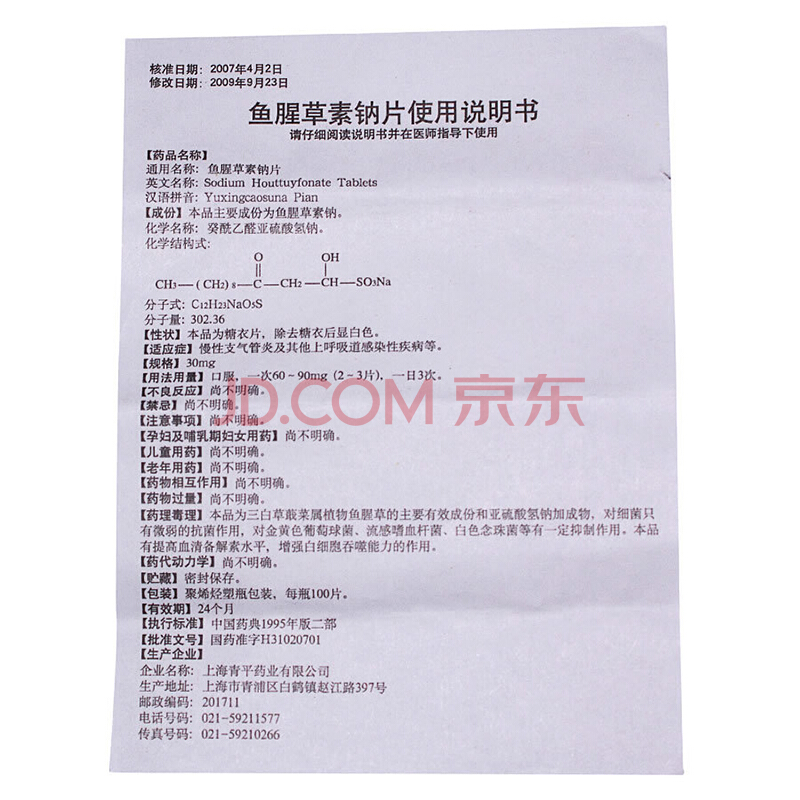 核准日期：2007年4月2日
修改日期：2009年9月23日
鱼腥草素钠片使用说明书
请仔细阅读说明书并在医师指导下使用
【药品名称】
通用名称：鱼腥草素钠片
英文名称：Sodium Houttuyfonate Tablets
汉语拼音：Yuxingcaosuna Pian
【成份】本品主要成份为鱼腥草素钠。
化学名称：癸酰乙醛亚硫酸氢钠。
化学结构式：
O OH
CH3—(CH2)8—C—CH2—CH—SO3Na
分子式：C12H23NaO5S
分子量：302.36
【性状】本品为糖衣片，除去糖衣后显白色。
【适应症】慢性支气管炎及其他上呼吸道感染性疾病等。
【规格】30mg
【用法用量】口服，一次60～90mg（2～3片），一日3次。
【不良反应】尚不明确。
【禁忌】尚不明确。
JD.COM 京东
【注意事项】尚不明确。
【孕妇及哺乳期妇女用药】尚不明确。
【儿童用药】尚不明确。
【老年用药】尚不明确。
【药物相互作用】尚不明确。
【药物过量】尚不明确。
【药理毒理】本品为三白草蕺菜属植物鱼腥草的主要有效成份和亚硫酸氢钠加成物，对细菌只
有微弱的抗菌作用，对金黄色葡萄球菌、流感嗜血杆菌、白色念珠菌等有一定抑制作用。本品
有提高血清备解素水平，增强白细胞吞噬能力的作用。
【药代动力学】尚不明确。
【贮藏】密封保存。
【包装】聚烯烃塑瓶包装，每瓶100片。
【有效期】24个月
【执行标准】中国药典1995年版二部
【批准文号】国药准字H31020701
【生产企业】
企业名称：上海青平药业有限公司
生产地址：上海市青浦区白鹤镇赵江路397号
邮政编码：201711
电话号码：021-59211577
传真号码：021-59210266